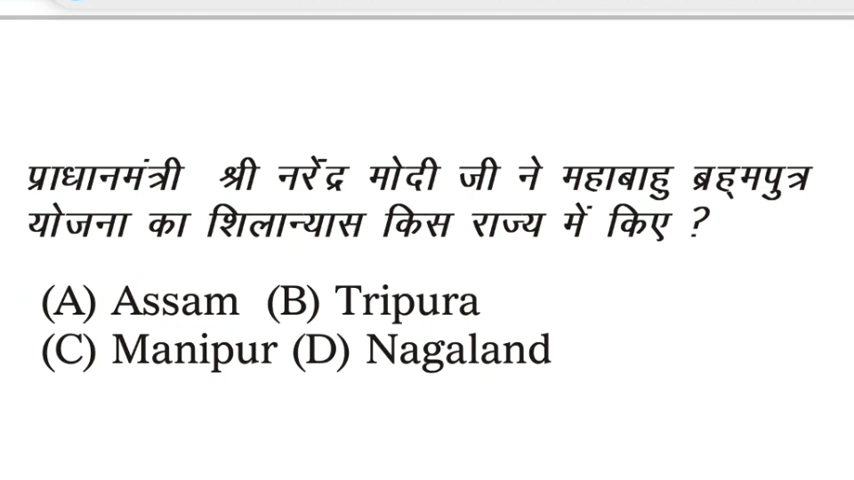 प्राधानमंत्री श्री नरेंद्र मोदी जी ने महाबाहु ब्रह्मपुत्र
योजना का शिलान्यास किस राज्य में किए ?
(A) Assam (B) Tripura
(C) Manipur (D) Nagaland